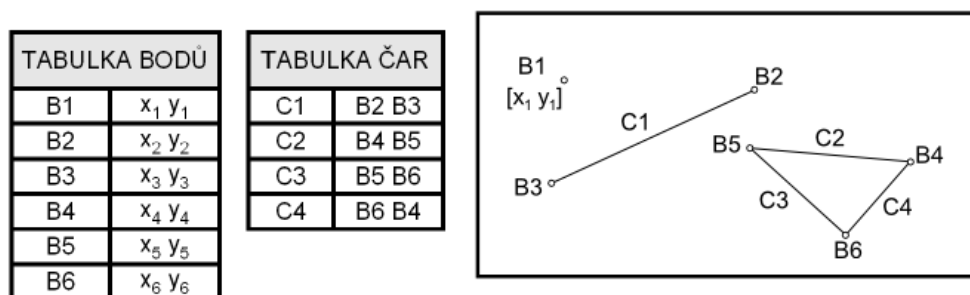 TABULKA BODŮ
B1 x₁ y₁
B2 x₂ y₂
B3 x₃ y₃
B4 x₄ y₄
B5 x₅ y₅
B6 x₆ y₆
TABULKA ČAR
C1 B2 B3
C2 B4 B5
C3 B5 B6
C4 B6 B4
B1
[x₁ y₁]
B2
C1
B3
B5
C2
B4
C3
C4
B6